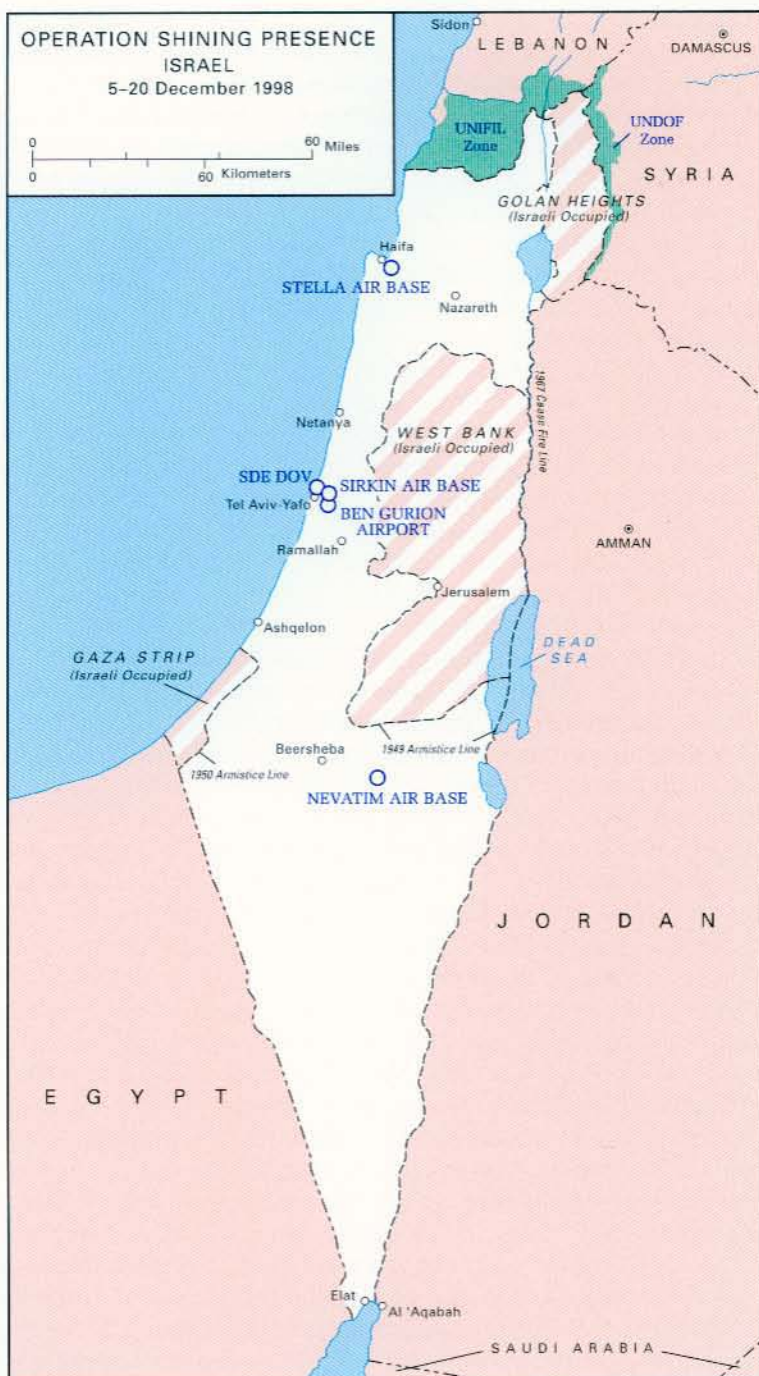 OPERATION SHINING PRESENCE
ISRAEL
5–20 December 1998
0
60
Miles
0
60
Kilometers
Sidon
LEBANON
DAMASCUS
UNIFIL
Zone
UNDOF
Zone
SYRIA
GOLAN HEIGHTS
(Israeli Occupied)
Haifa
STELLA AIR BASE
Nazareth
1967 Cease Fire Line
Netanya
WEST BANK
(Israeli Occupied)
SDE DOV
SIRKIN AIR BASE
Tel Aviv-Yafo
BEN GURION
AIRPORT
Ramallah
AMMAN
Jerusalem
Ashqelon
DEAD
SEA
GAZA STRIP
(Israeli Occupied)
Beersheba
1949 Armistice Line
1950 Armistice Line
NEVATIM AIR BASE
JORDAN
EGYPT
Elat
Al 'Aqabah
SAUDI ARABIA